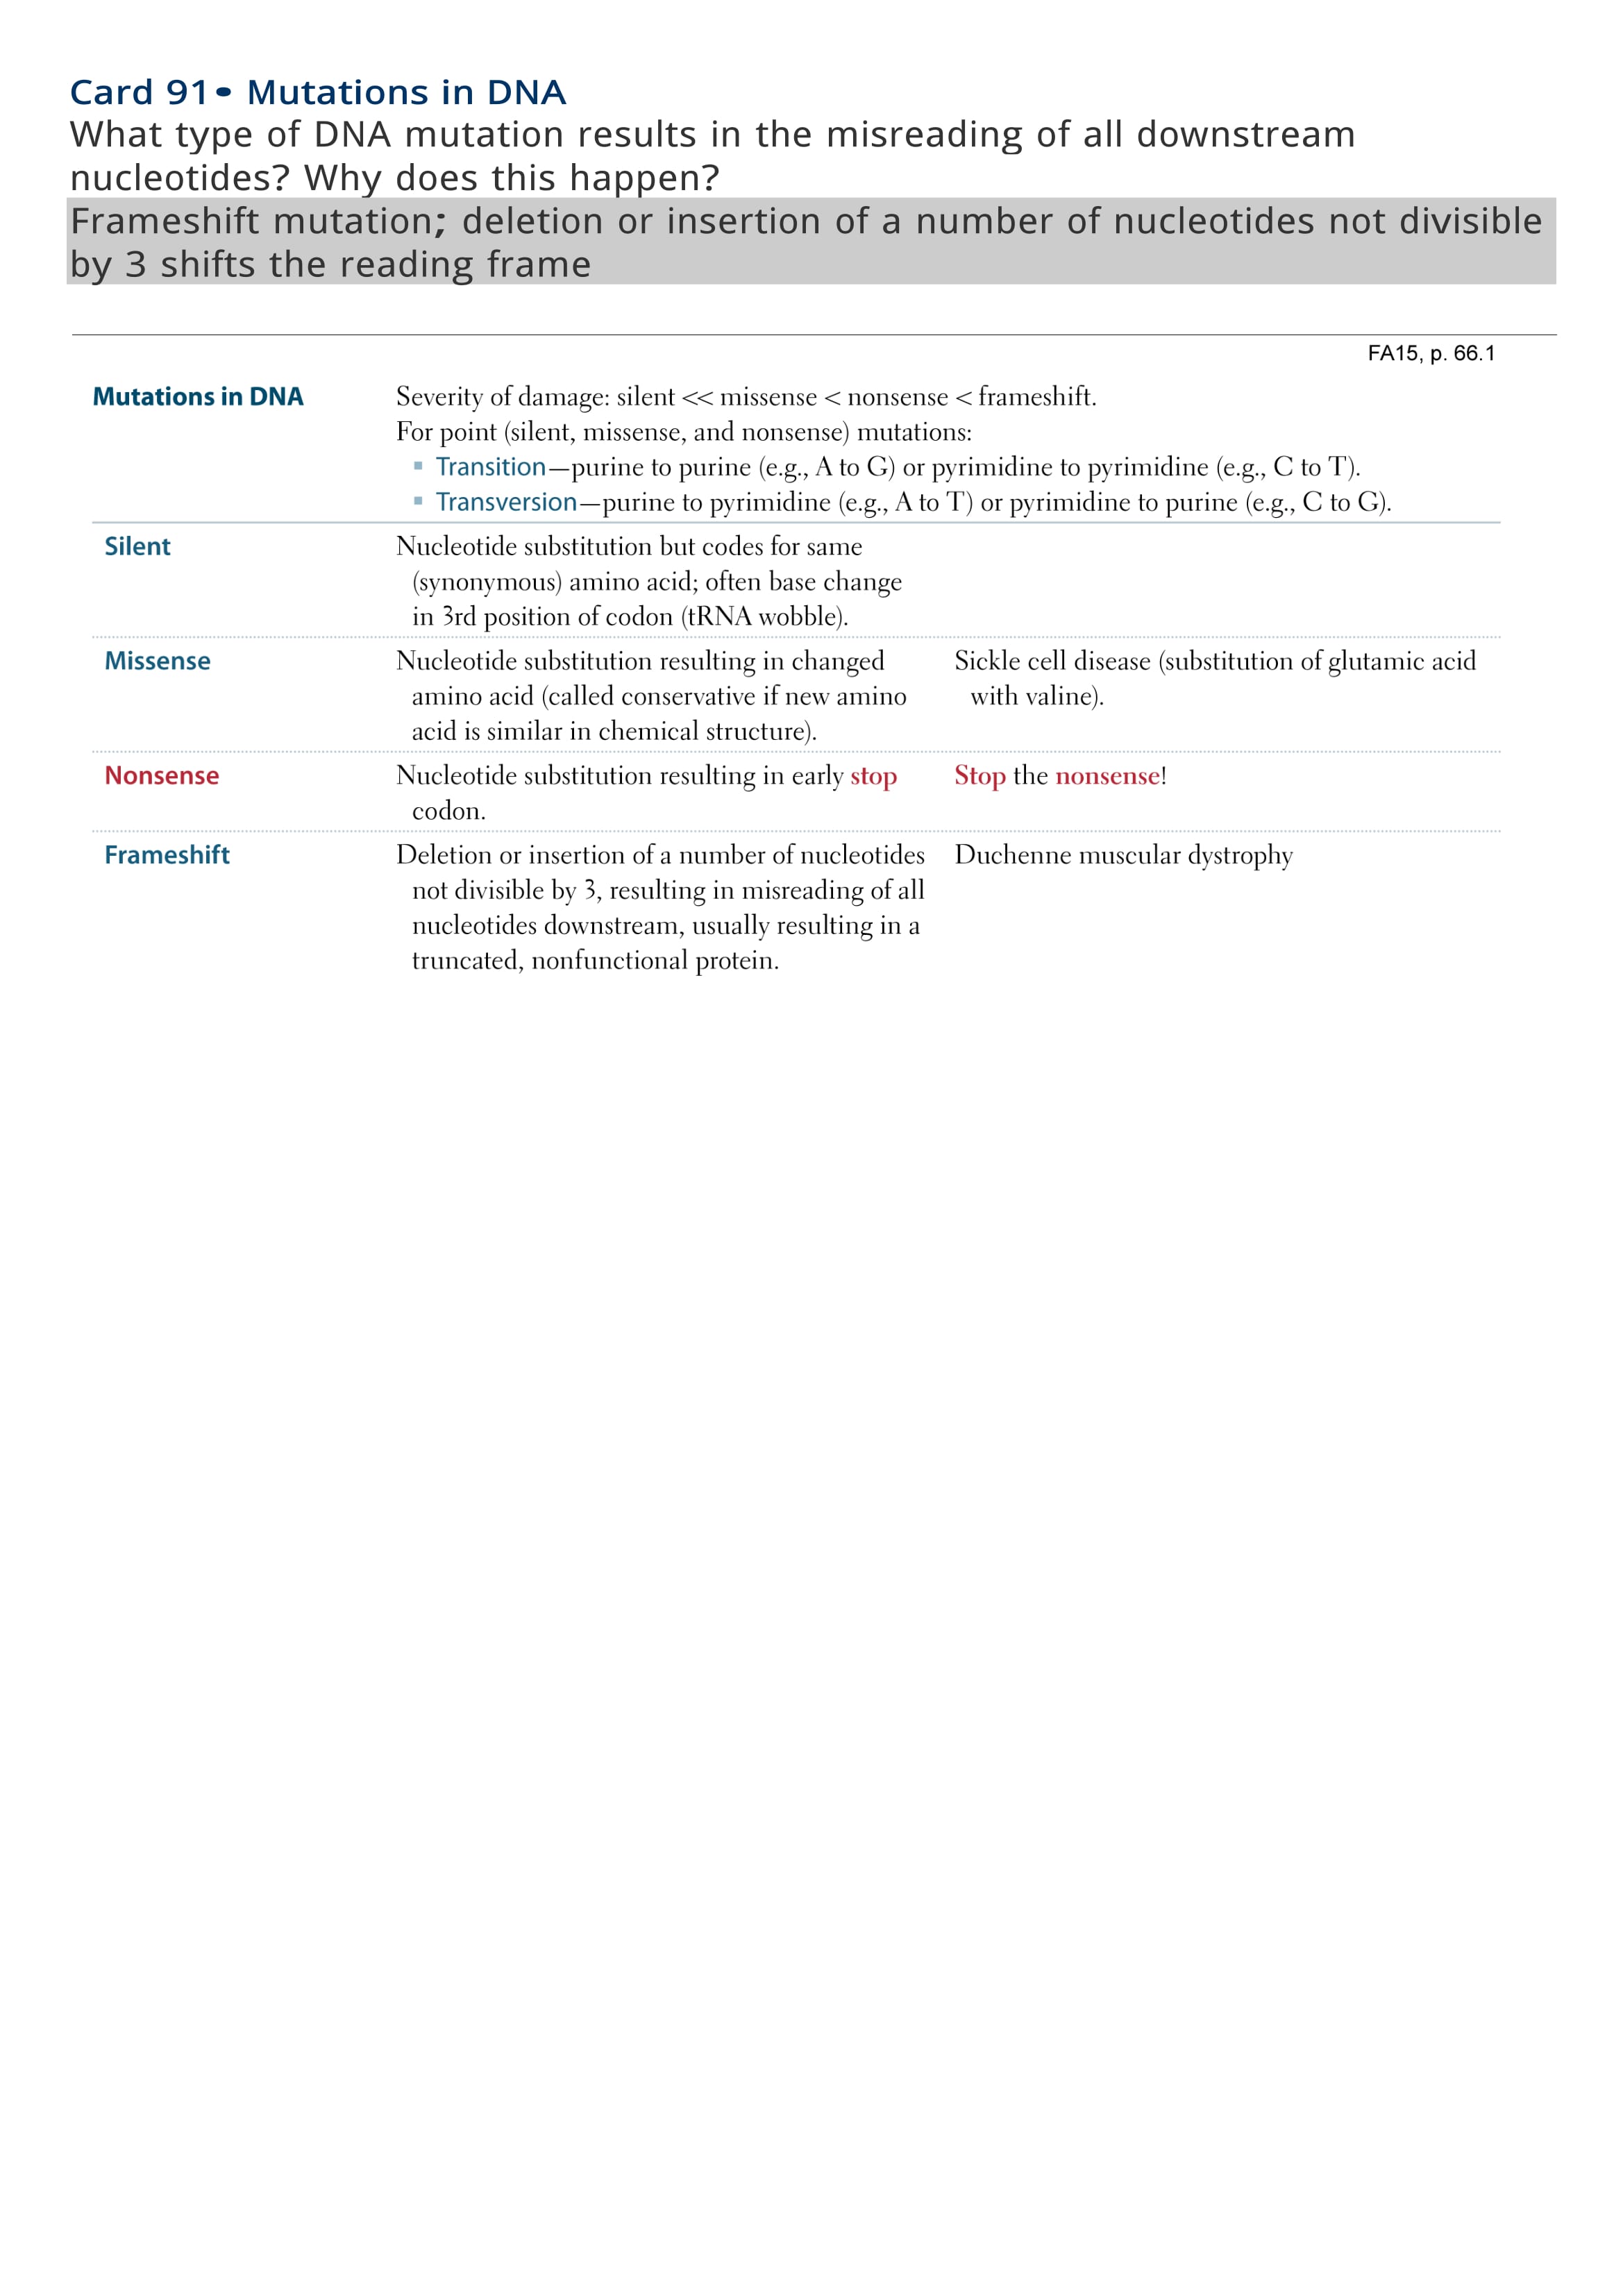 Card 91• Mutations in DNA
What type of DNA mutation results in the misreading of all downstream
nucleotides? Why does this happen?
Frameshift mutation; deletion or insertion of a number of nucleotides not divisible
by 3 shifts the reading frame
FA15, p. 66.1
Mutations in DNA
Severity of damage: silent << missense < nonsense < frameshift.
For point (silent, missense, and nonsense) mutations:
▪ Transition—purine to purine (e.g., A to G) or pyrimidine to pyrimidine (e.g., C to T).
▪ Transversion—purine to pyrimidine (e.g., A to T) or pyrimidine to purine (e.g., C to G).
Silent
Nucleotide substitution but codes for same
(synonymous) amino acid; often base change
in 3rd position of codon (tRNA wobble).
Missense
Nucleotide substitution resulting in changed
amino acid (called conservative if new amino
acid is similar in chemical structure).
Sickle cell disease (substitution of glutamic acid
with valine).
Nonsense
Nucleotide substitution resulting in early stop
codon.
Stop the nonsense!
Frameshift
Deletion or insertion of a number of nucleotides
not divisible by 3, resulting in misreading of all
nucleotides downstream, usually resulting in a
truncated, nonfunctional protein.
Duchenne muscular dystrophy